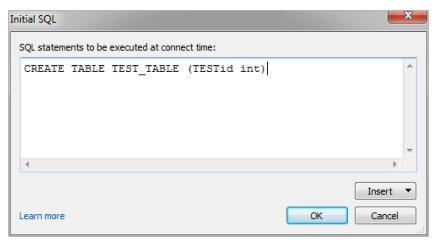 Initial SQL
SQL statements to be executed at connect time:
CREATE TABLE TEST_TABLE (TESTid int)
Insert
Learn more
OK
Cancel